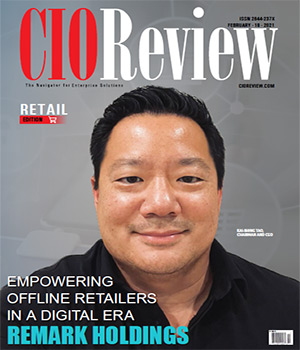 CIOReview
ISSN 2644-237X
FEBRUARY - 18 - 2021
The Navigator for Enterprise Solutions
CIOREVIEW.COM
RETAIL
EDITION
KAI-SHING TAO,
CHAIRMAN AND CEO
EMPOWERING
OFFLINE RETAILERS
IN A DIGITAL ERA
REMARK HOLDINGS